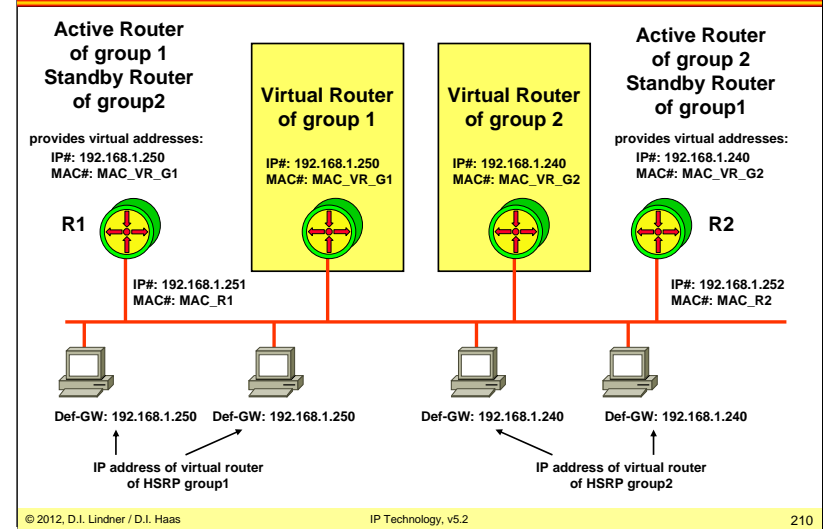 Active Router
of group 1
Standby Router
of group2
provides virtual addresses:
IP#: 192.168.1.250
MAC#: MAC_VR_G1
R1
IP#: 192.168.1.251
MAC#: MAC_R1
Virtual Router
of group 1
IP#: 192.168.1.250
MAC#: MAC_VR_G1
Virtual Router
of group 2
IP#: 192.168.1.240
MAC#: MAC_VR_G2
Active Router
of group 2
Standby Router
of group1
provides virtual addresses:
IP#: 192.168.1.240
MAC#: MAC_VR_G2
R2
IP#: 192.168.1.252
MAC#: MAC_R2
Def-GW: 192.168.1.250
Def-GW: 192.168.1.250
Def-GW: 192.168.1.240
Def-GW: 192.168.1.240
IP address of virtual router
of HSRP group1
IP address of virtual router
of HSRP group2
© 2012, D.I. Lindner / D.I. Haas
IP Technology, v5.2
210